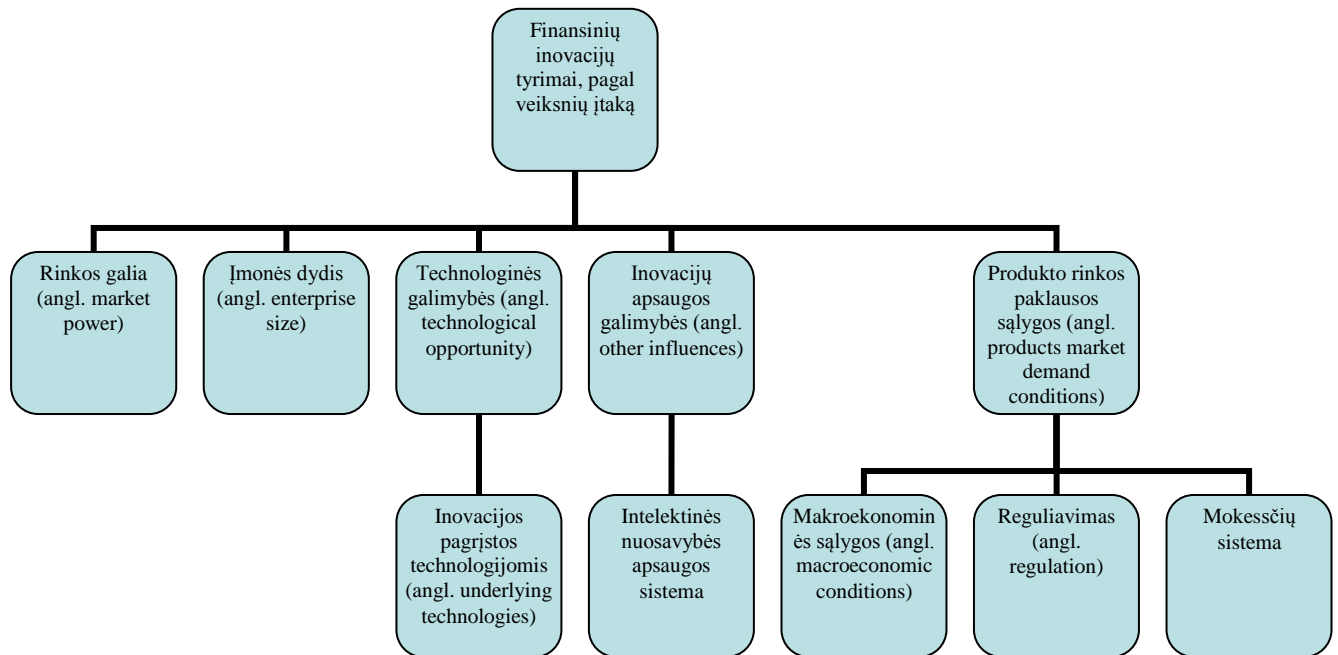 Finansinių
inovacijų
tyrimai, pagal
veiksnių įtaką
Rinkos galia
(angl. market
power)
Įmonės dydis
(angl. enterprise
size)
Technologinės
galimybės (angl.
technological
opportunity)
Inovacijų
apsaugos
galimybės (angl.
other influences)
Produkto rinkos
paklausos
sąlygos (angl.
products market
demand
conditions)
Inovacijos
pagrįstos
technologijomis
(angl. underlying
technologies)
Intelektinės
nuosavybės
apsaugos
sistema
Makroekonomin
ės sąlygos (angl.
macroeconomic
conditions)
Reguliavimas
(angl.
regulation)
Mokessčių
sistema